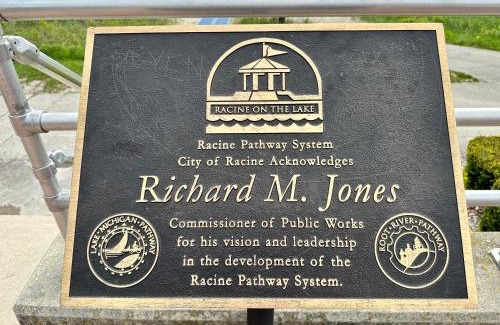 RACINE ON THE LAKE
Racine Pathway System
City of Racine Acknowledges
Richard M. Jones
Commissioner of Public Works
for his vision and leadership
in the development of the
Racine Pathway System.
LAKE • MICHIGAN • PATHWAY
ROOT • RIVER • PATHWAY